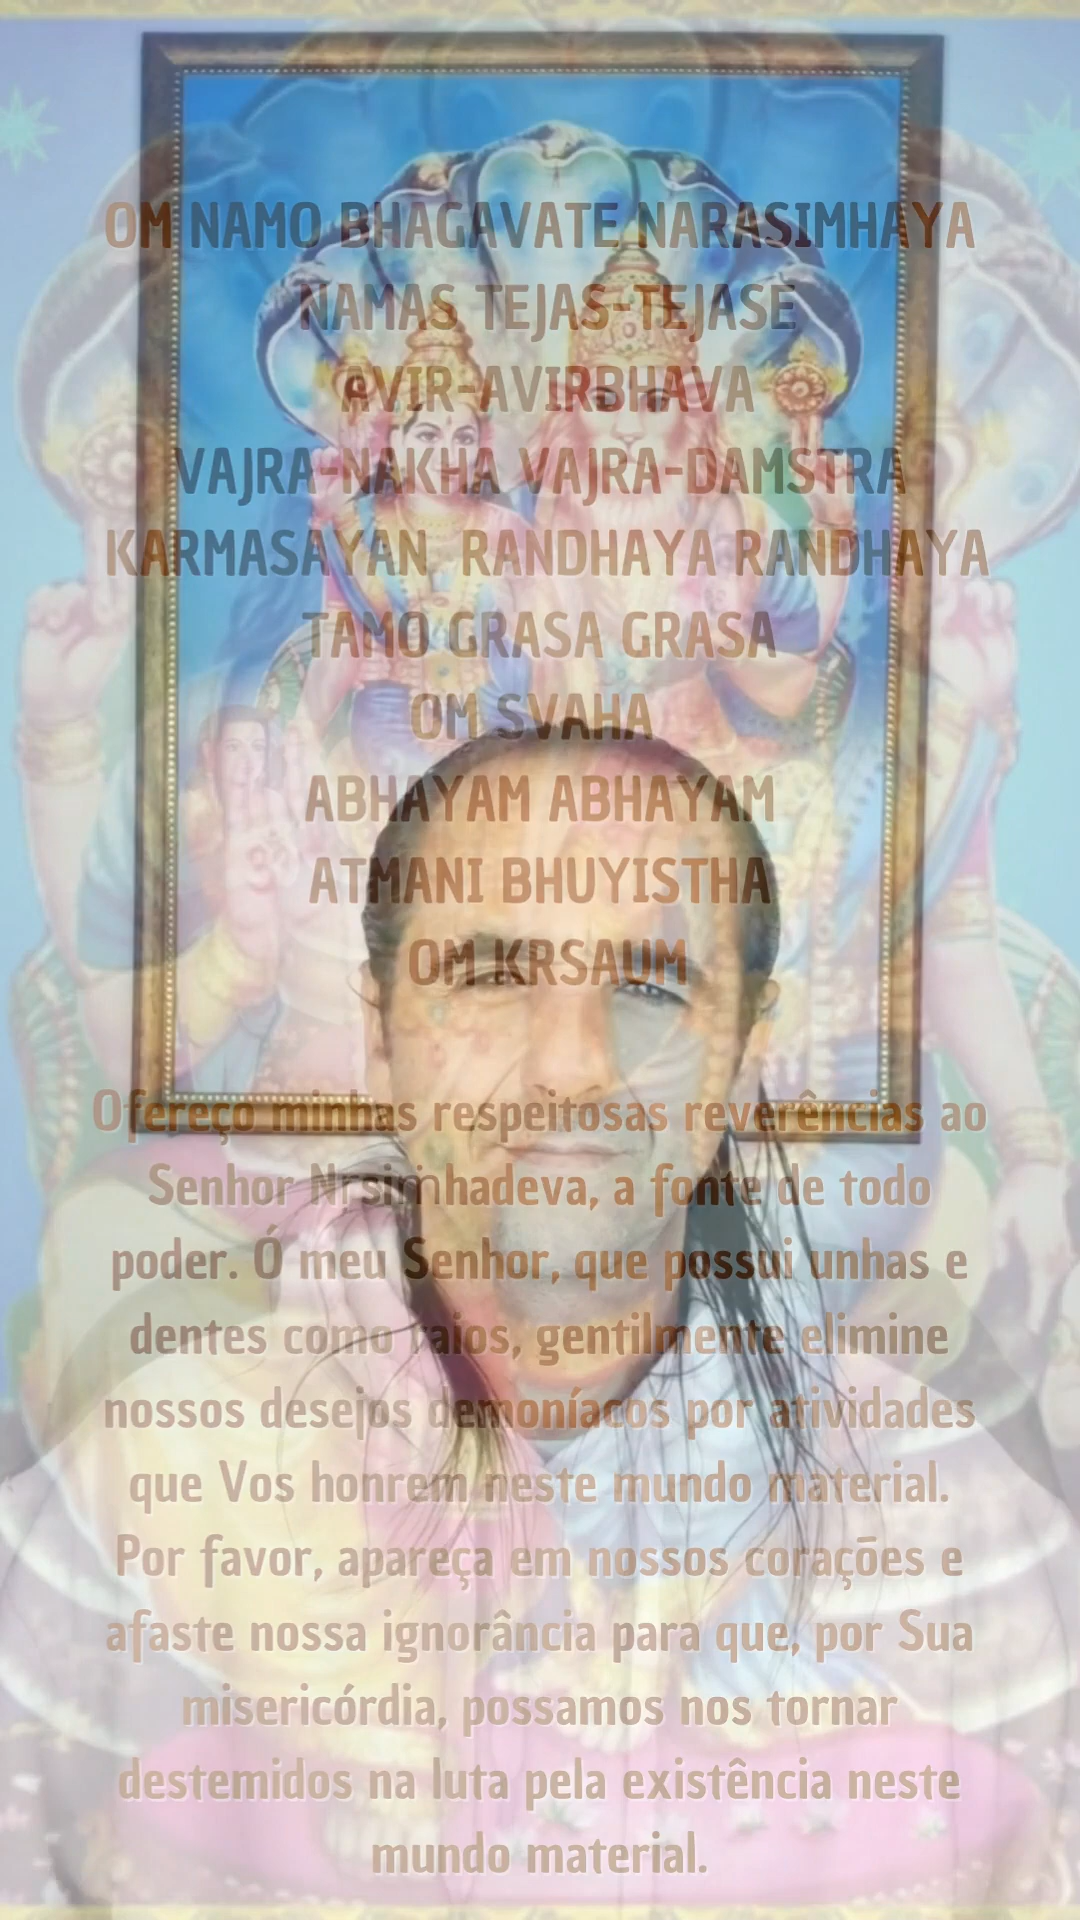 OM NAMO BHAGAVATE NARASIMHAYA
NAMAS TEJAS-TEJASE
AVIR-AVIRBHAVA
VAJRA-NAKHA VAJRA-DAMSTRA
KARMASAYAN RANDHAYA RANDHAYA
TAMO GRASA GRASA
OM SVAHA
ABHAYAM ABHAYAM
ATMANI BHUYISTHA
OM KRSAUM
Ofereço minhas respeitosas reverências ao
Senhor Nṛsiṁhadeva, a fonte de todo
poder. Ó meu Senhor, que possui unhas e
dentes como raios, gentilmente elimine
nossos desejos demoníacos por atividades
que Vos honrem neste mundo material.
Por favor, apareça em nossos corações e
afaste nossa ignorância para que, por Sua
misericórdia, possamos nos tornar
destemidos na luta pela existência neste
mundo material.